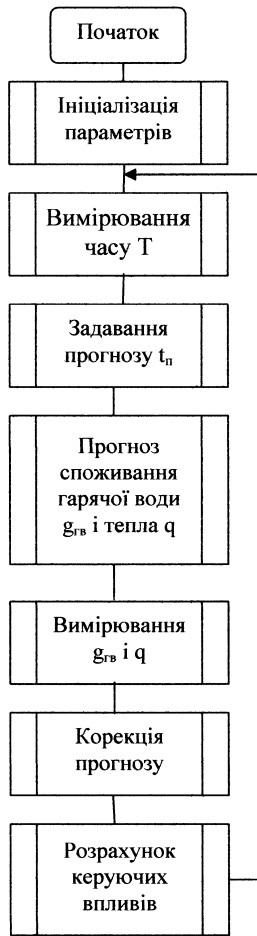 Початок
Ініціалізація
параметрів
Вимірювання
часу Т
Задавання
прогнозу tп
Прогноз
споживання
гарячої води
gгв і тепла q
Вимірювання
gгв і q
Корекція
прогнозу
Розрахунок
керуючих
впливів